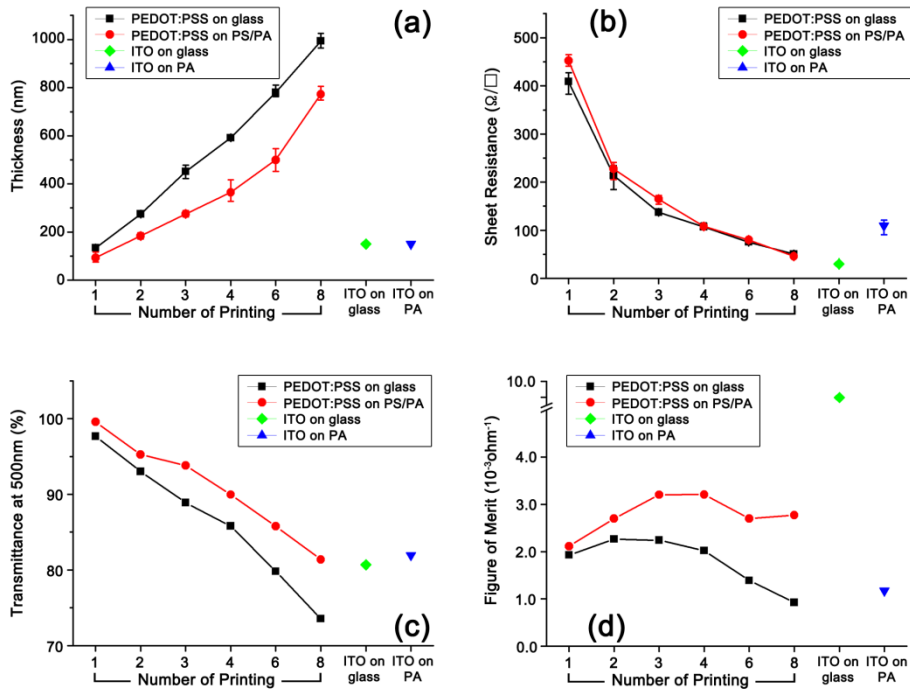 PEDOT:PSS on glass
PEDOT:PSS on PS/PA
ITO on glass
ITO on PA
(a)
Thickness (nm)
1000
800
600
400
200
0
1 2 3 4 6 8 ITO on glass ITO on PA
Number of Printing
PEDOT:PSS on glass
PEDOT:PSS on PS/PA
ITO on glass
ITO on PA
(b)
Sheet Resistance (Ω/□)
500
400
300
200
100
0
1 2 3 4 6 8 ITO on glass ITO on PA
Number of Printing
PEDOT:PSS on glass
PEDOT:PSS on PS/PA
ITO on glass
ITO on PA
(c)
Transmittance at 500nm (%)
100
90
80
70
1 2 3 4 6 8 ITO on glass ITO on PA
Number of Printing
PEDOT:PSS on glass
PEDOT:PSS on PS/PA
ITO on glass
ITO on PA
(d)
Figure of Merit (10⁻³ohm⁻¹)
10.0
4.0
3.0
2.0
1.0
0.0
1 2 3 4 6 8 ITO on glass ITO on PA
Number of Printing